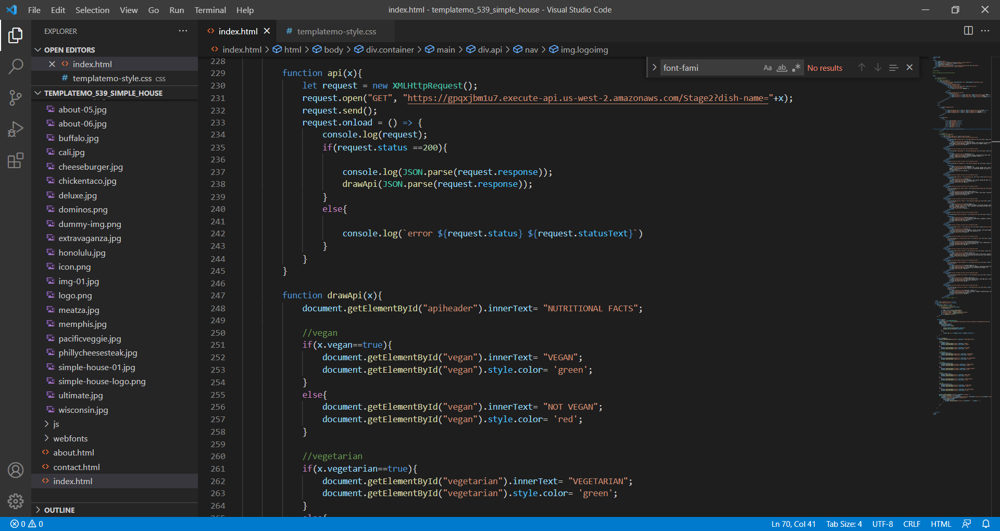 File Edit Selection View Go Run Terminal Help
index.html - templatemo_539_simple_house - Visual Studio Code
EXPLORER
OPEN EDITORS
index.html
templatemo-style.css css
TEMPLATEMO_539_SIMPLE_HOUSE
about-05.jpg
about-06.jpg
buffalo.jpg
cali.jpg
cheeseburger.jpg
chickentaco.jpg
deluxe.jpg
dominos.png
dummy-img.png
extravaganza.jpg
honolulu.jpg
icon.png
img-01.jpg
logo.png
meatza.jpg
memphis.jpg
pacificveggie.jpg
phillycheesesteak.jpg
simple-house-01.jpg
simple-house-logo.png
ultimate.jpg
wisconsin.jpg
js
webfonts
about.html
contact.html
index.html
OUTLINE
index.html
# templatemo-style.css
index.html > html > body > div.container > main > div.api > nav > img.logoimg
font-fami Aa ab .* No results
228
229 function api(x){
230 let request = new XMLHttpRequest();
231 request.open("GET", "https://gpqxjbm1u7.execute-api.us-west-2.amazonaws.com/Stage2?dish-name="+x);
232 request.send();
233 request.onload = () => {
234 console.log(request);
235 if(request.status ==200){
236
237 console.log(JSON.parse(request.response));
238 drawApi(JSON.parse(request.response));
239 }
240 else{
241
242 console.log(`error ${request.status} ${request.statusText}`)
243 }
244 }
245 }
246
247 function drawApi(x){
248 document.getElementById("apiheader").innerText= "NUTRITIONAL FACTS";
249
250 //vegan
251 if(x.vegan==true){
252 document.getElementById("vegan").innerText= "VEGAN";
253 document.getElementById("vegan").style.color= 'green';
254 }
255 else{
256 document.getElementById("vegan").innerText= "NOT VEGAN";
257 document.getElementById("vegan").style.color= 'red';
258 }
259
260 //vegetarian
261 if(x.vegetarian==true){
262 document.getElementById("vegetarian").innerText= "VEGETARIAN";
263 document.getElementById("vegetarian").style.color= 'green';
264 }
265 else{
0 0
Ln 70, Col 41 Tab Size: 4 UTF-8 CRLF HTML